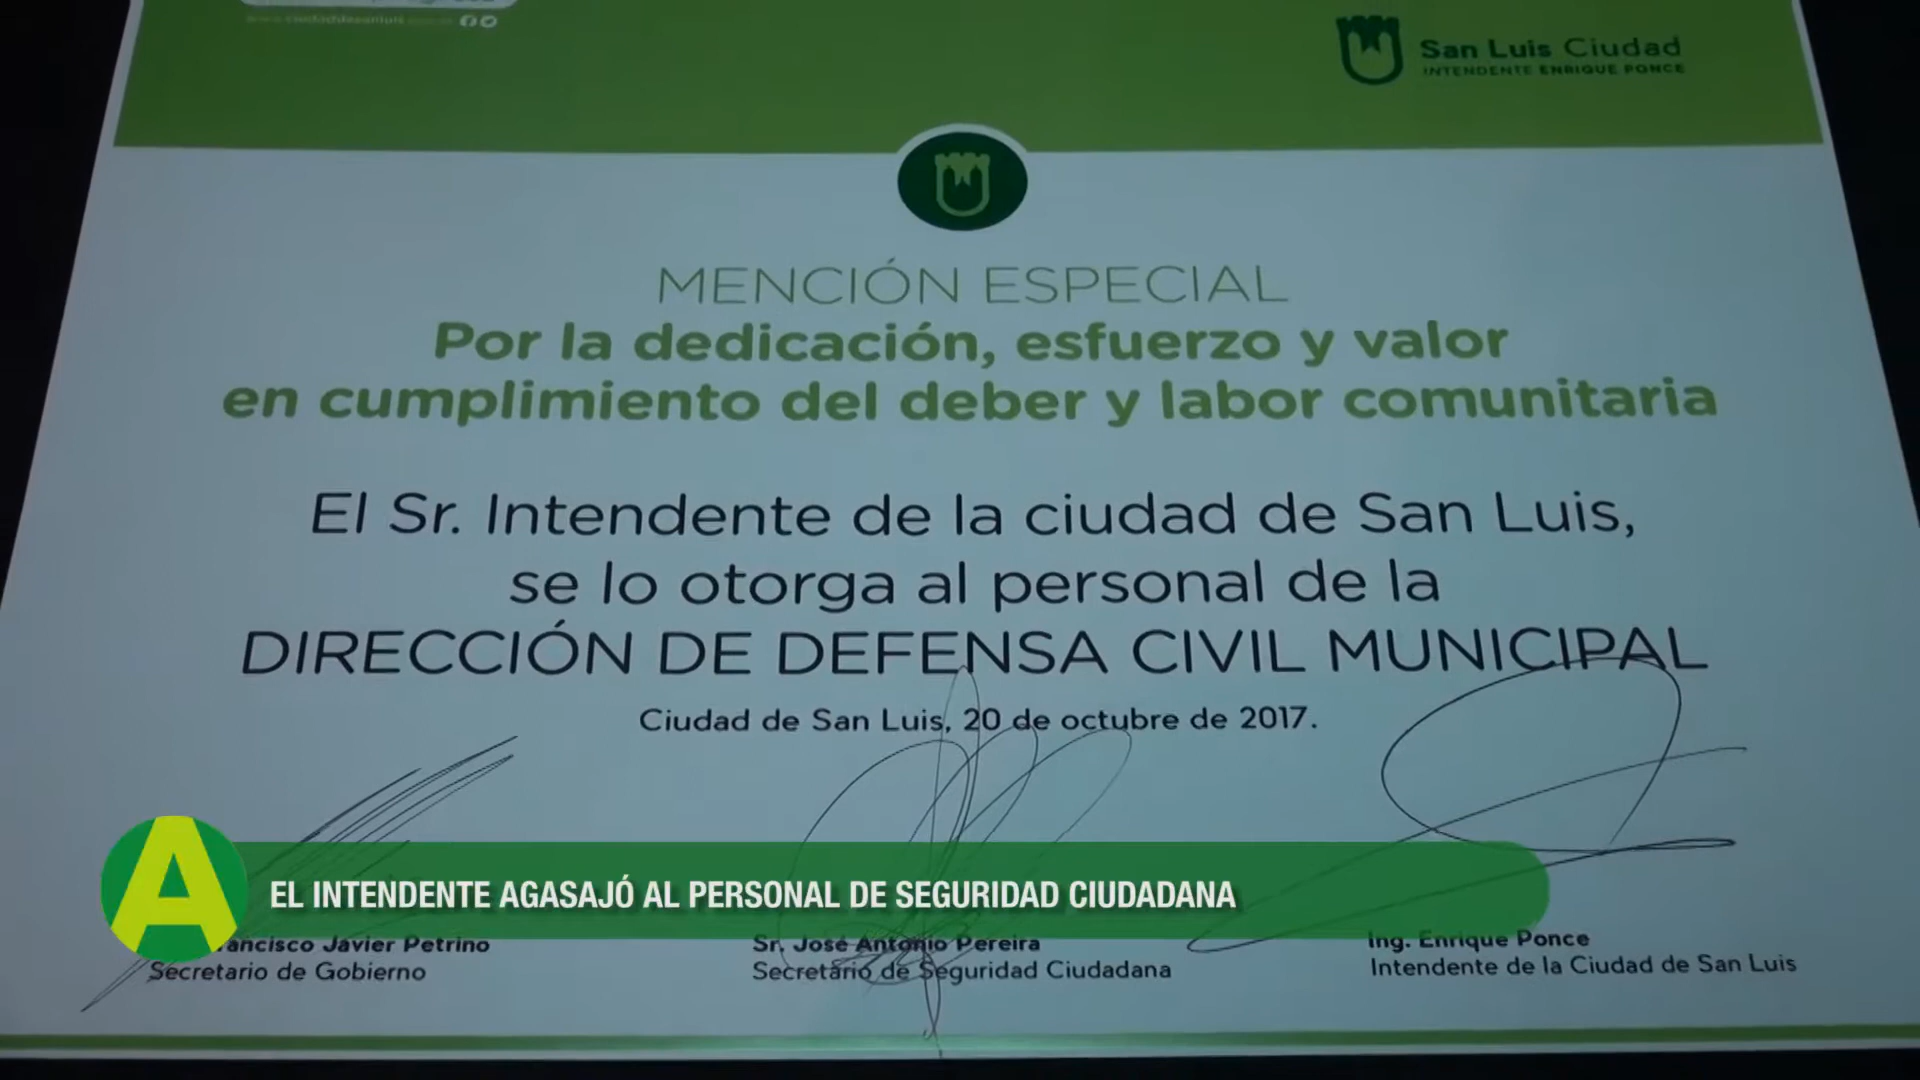 San Luis Ciudad
INTENDENTE ENRIQUE PONCE
MENCIÓN ESPECIAL
Por la dedicación, esfuerzo y valor
en cumplimiento del deber y labor comunitaria
El Sr. Intendente de la ciudad de San Luis,
se lo otorga al personal de la
DIRECCIÓN DE DEFENSA CIVIL MUNICIPAL
Ciudad de San Luis, 20 de octubre de 2017.
A
EL INTENDENTE AGASAJÓ AL PERSONAL DE SEGURIDAD CIUDADANA
Javier Petrino
Secretario de Gobierno
Sr. José Antonio Pereira
Secretario de Seguridad Ciudadana
Ing. Enrique Ponce
Intendente de la Ciudad de San Luis